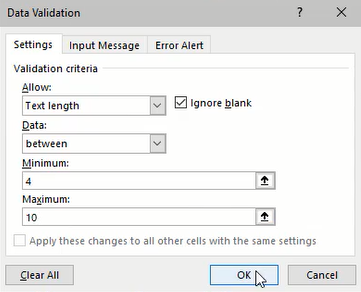 Data Validation
? ×
Settings Input Message Error Alert
Validation criteria
Allow:
Text length Ignore blank
Data:
between
Minimum:
4
Maximum:
10
Apply these changes to all other cells with the same settings
Clear All OK Cancel